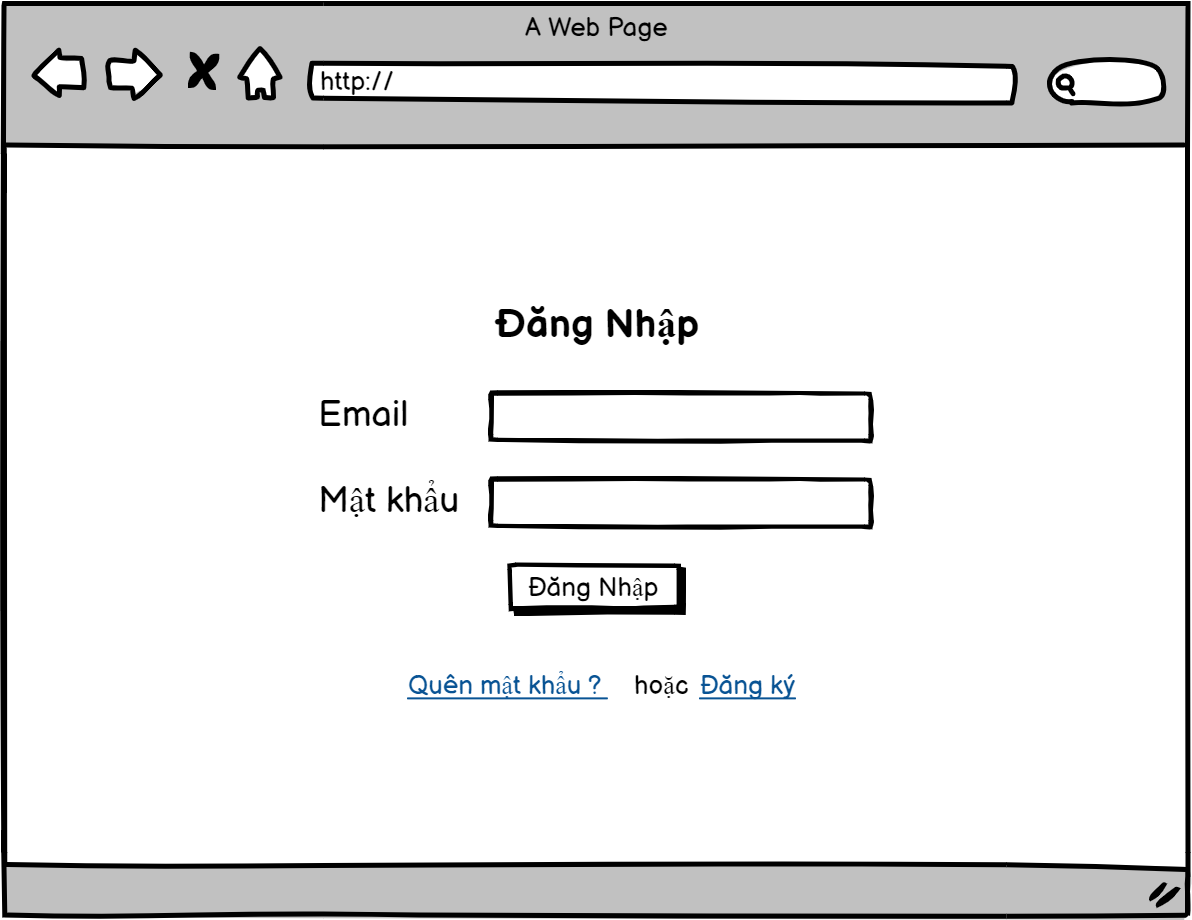 A Web Page
http://
Đăng Nhập
Email
Mật khẩu
Đăng Nhập
Quên mật khẩu ? hoặc Đăng ký